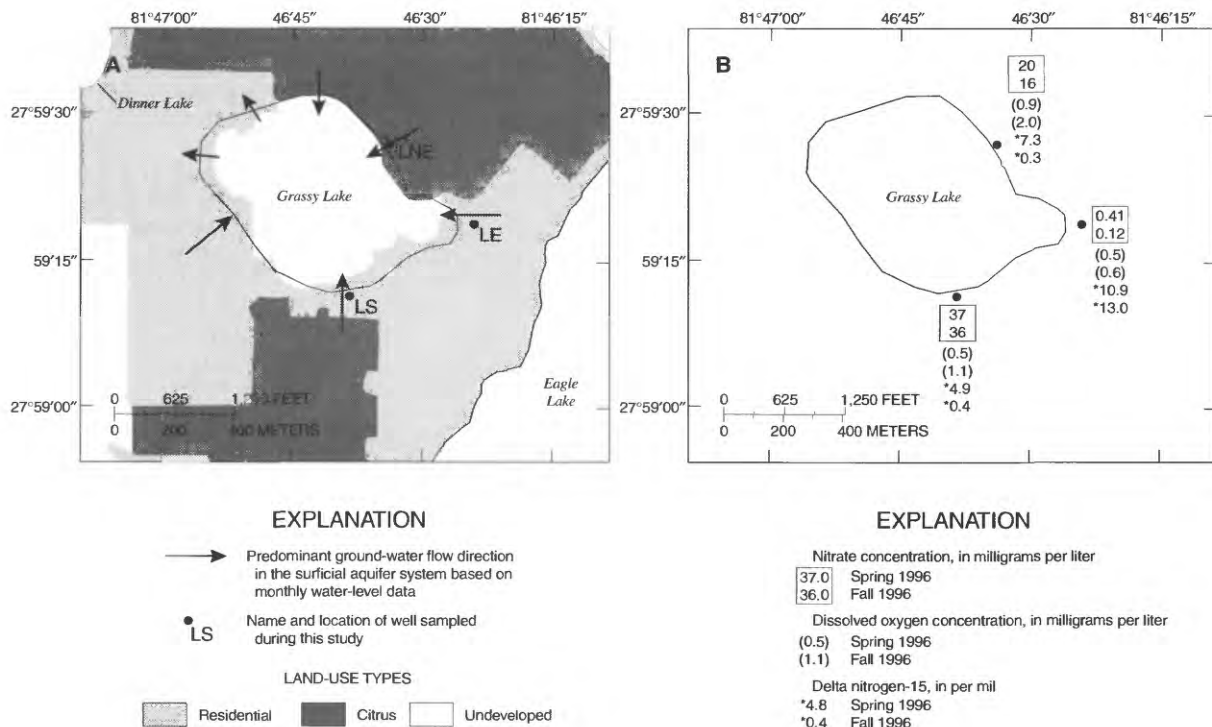 81°47'00" 46'45" 46'30" 81°46'15"
A
Dinner Lake
27°59'30"
LNE
Grassy Lake
LE
59'15"
LS
Eagle
Lake
27°59'00"
0 625 1,250 FEET
0 200 400 METERS
EXPLANATION
Predominant ground-water flow direction
in the surficial aquifer system based on
monthly water-level data
LS
Name and location of well sampled
during this study
LAND-USE TYPES
Residential Citrus Undeveloped
81°47'00" 46'45" 46'30" 81°46'15"
B
20
16
(0.9)
(2.0)
*7.3
*0.3
27°59'30"
Grassy Lake
0.41
0.12
(0.5)
(0.6)
*10.9
*13.0
59'15"
37
36
(0.5)
(1.1)
*4.9
*0.4
27°59'00"
0 625 1,250 FEET
0 200 400 METERS
EXPLANATION
Nitrate concentration, in milligrams per liter
37.0 Spring 1996
36.0 Fall 1996
Dissolved oxygen concentration, in milligrams per liter
(0.5) Spring 1996
(1.1) Fall 1996
Delta nitrogen-15, in per mil
*4.8 Spring 1996
*0.4 Fall 1996